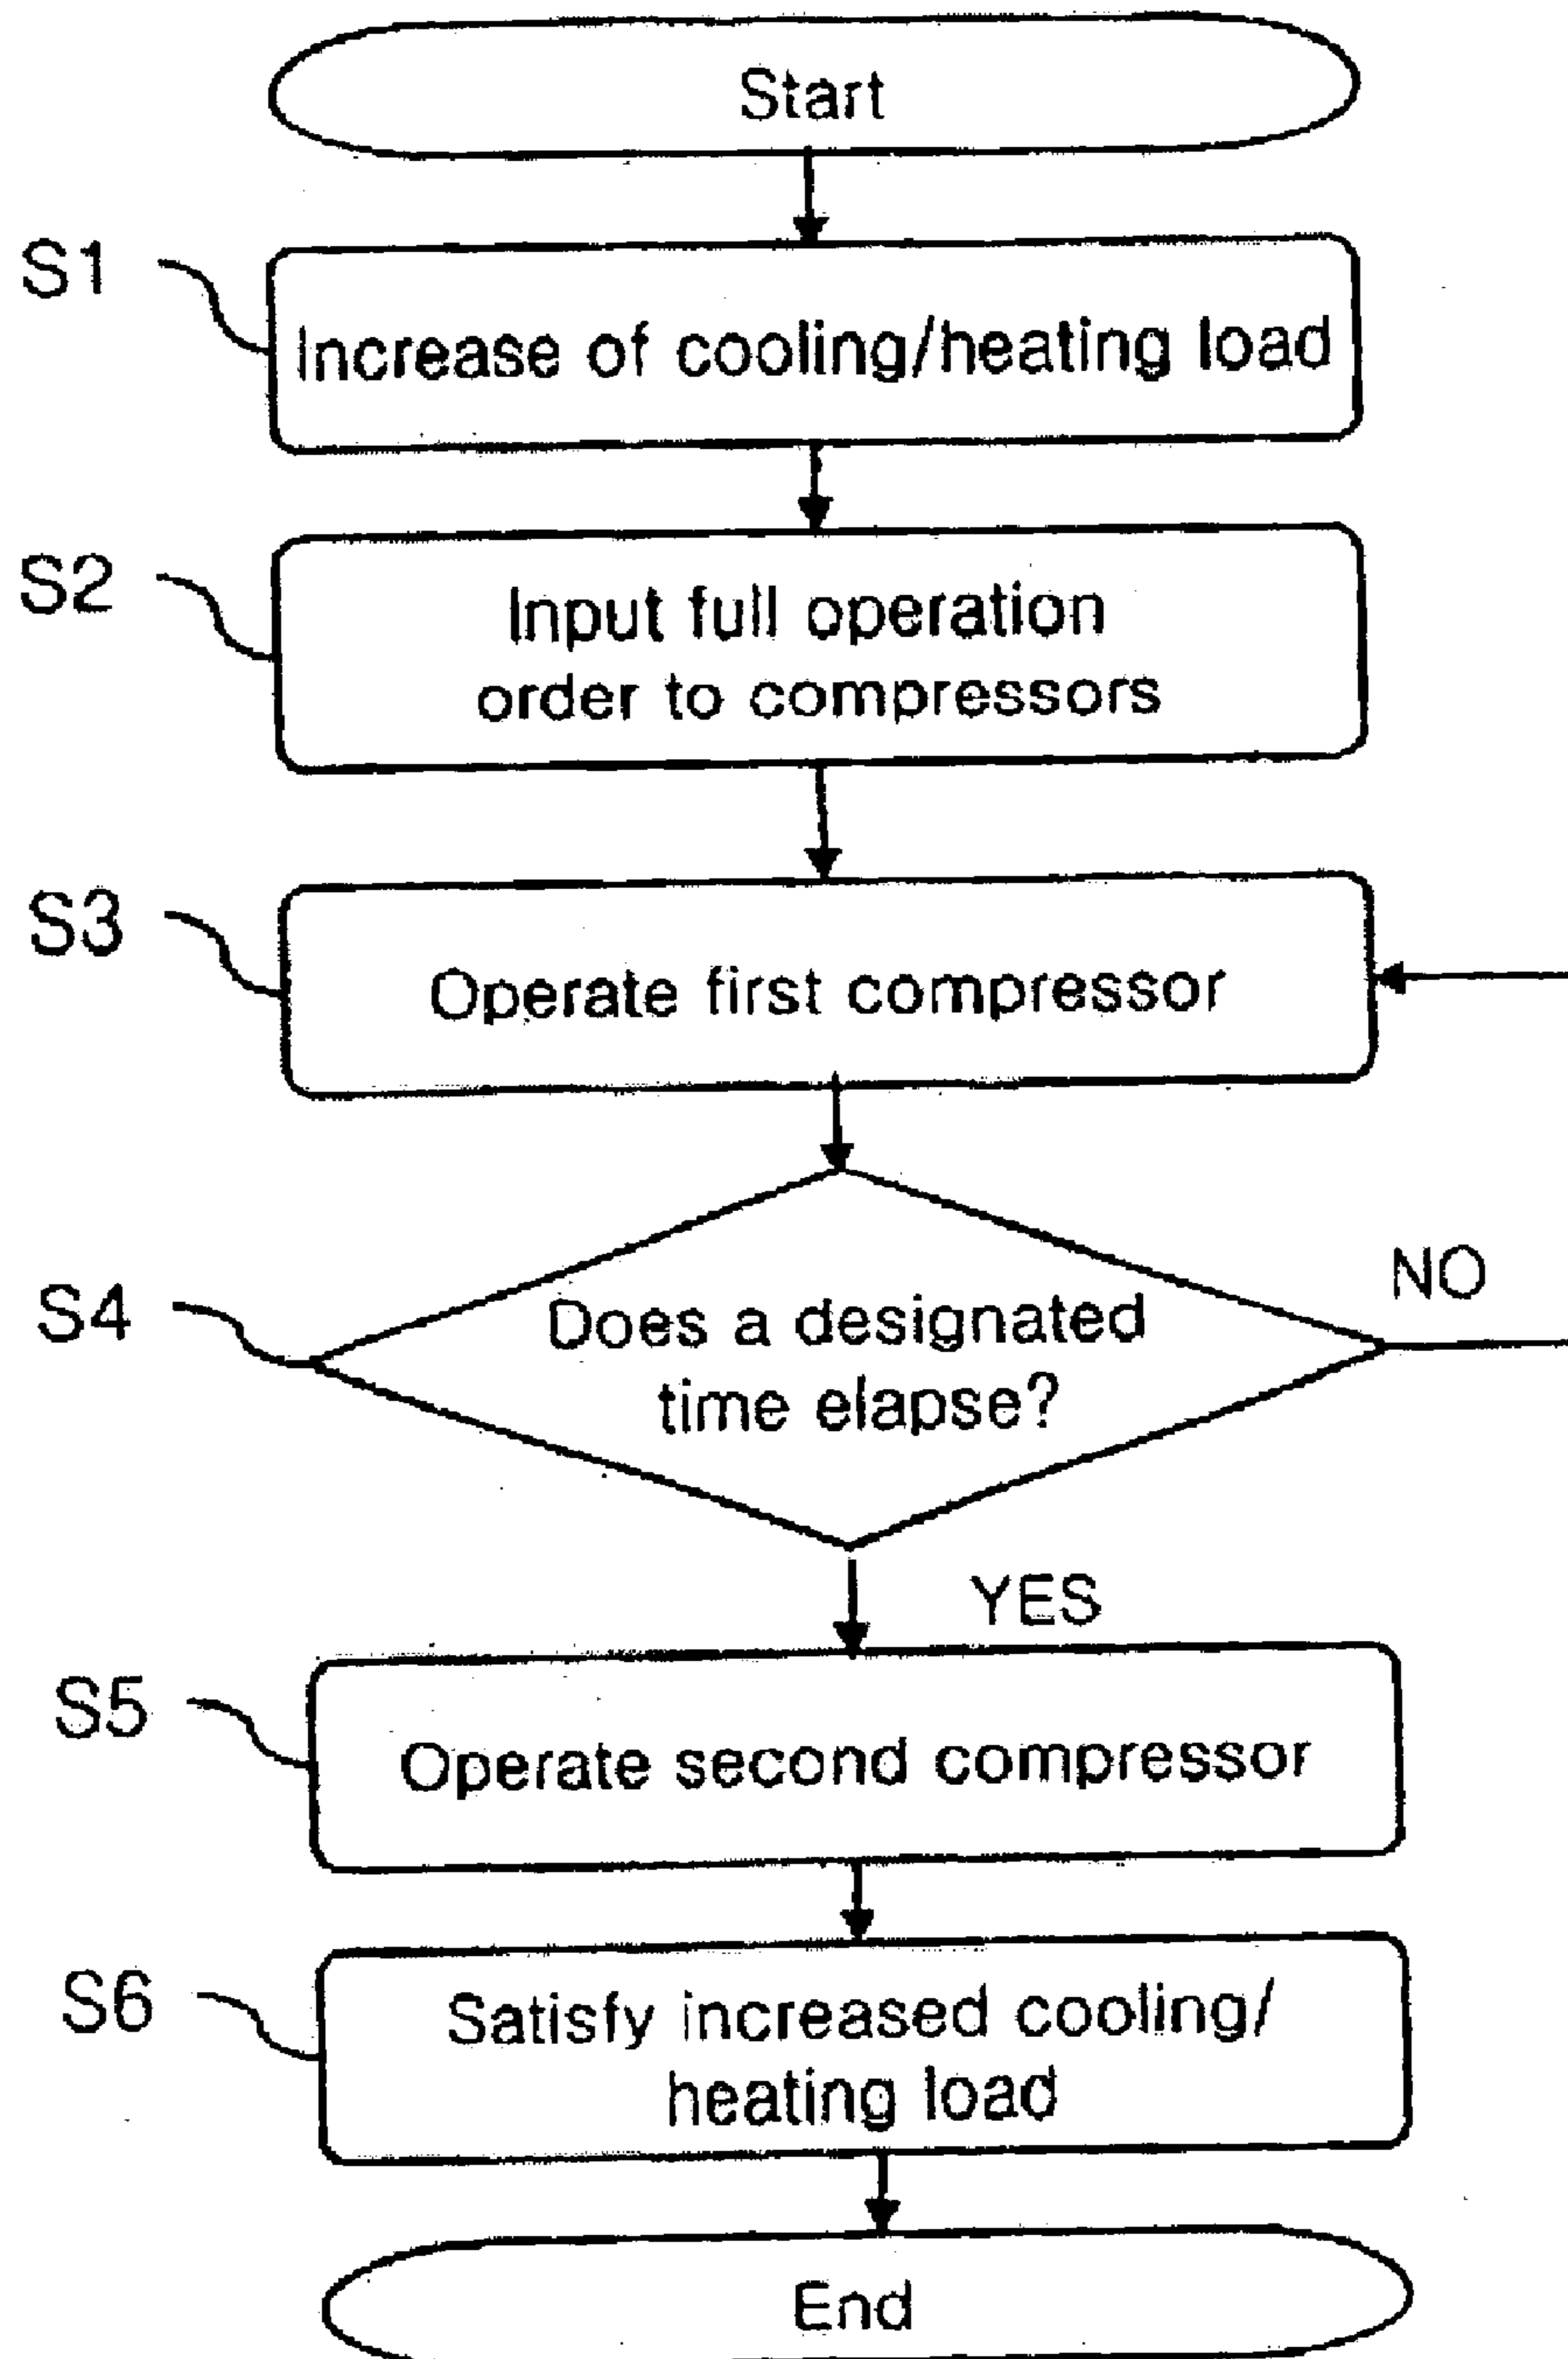 Start
S1
Increase of cooling/heating load
S2
Input full operation
order to compressors
S3
Operate first compressor
S4
Does a designated
time elapse?
NO
YES
S5
Operate second compressor
S6
Satisfy increased cooling/
heating load
End